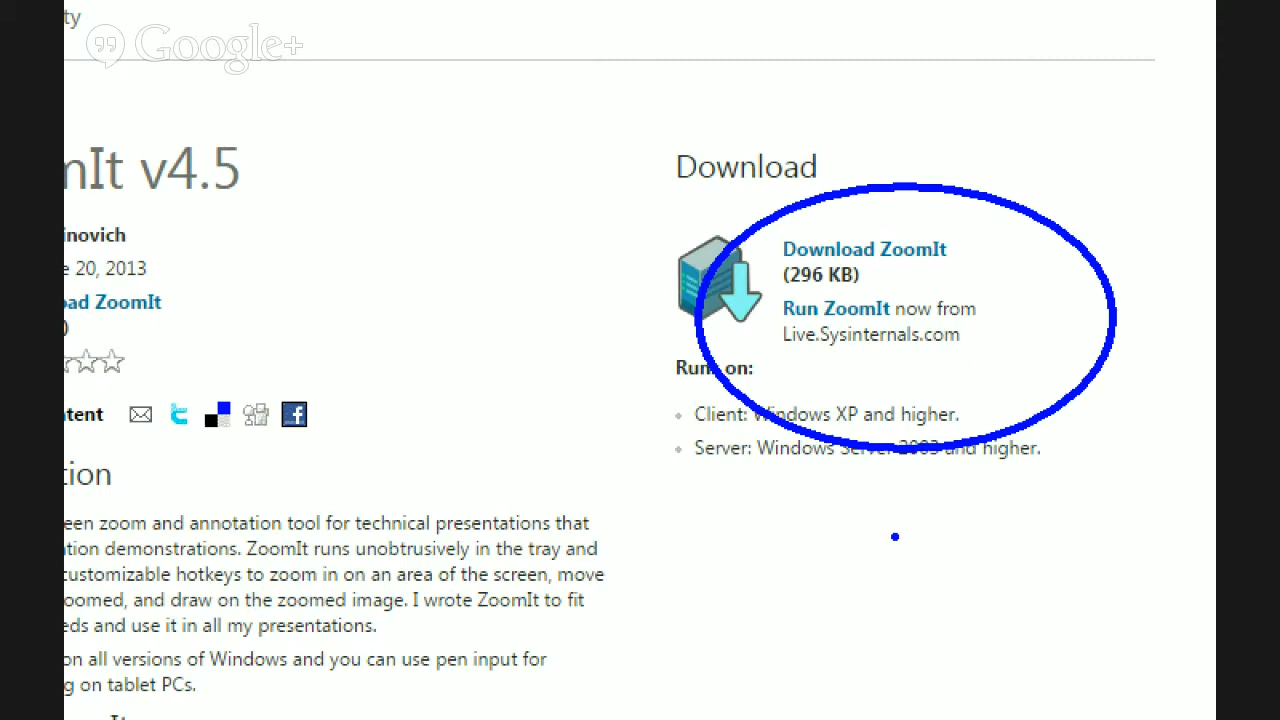 ty
Google+
mIt v4.5
inovich
e 20, 2013
oad ZoomIt
)
ntent
tion
een zoom and annotation tool for technical presentations that
ation demonstrations. ZoomIt runs unobtrusively in the tray and
customizable hotkeys to zoom in on an area of the screen, move
oomed, and draw on the zoomed image. I wrote ZoomIt to fit
eds and use it in all my presentations.
on all versions of Windows and you can use pen input for
g on tablet PCs.
Download
Download ZoomIt
(296 KB)
Run ZoomIt now from
Live.Sysinternals.com
Runs on:
Client: Windows XP and higher.
Server: Windows Server 2003 and higher.